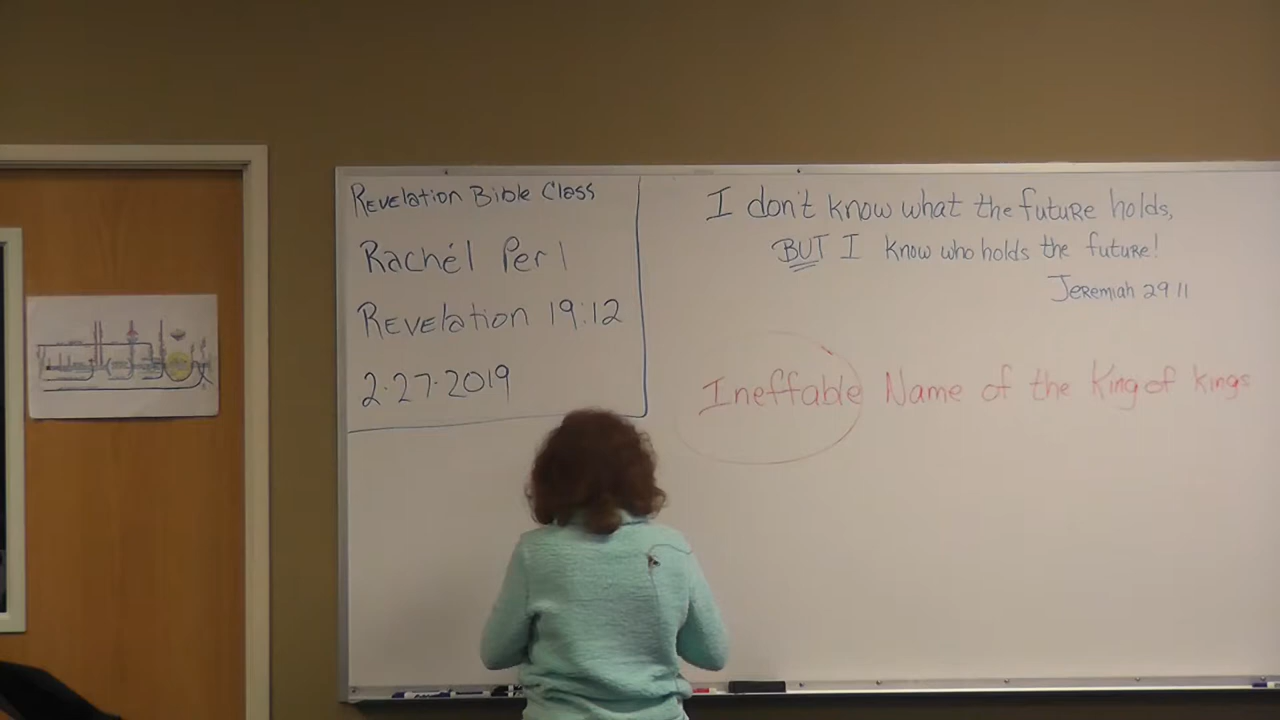 Revelation Bible Class
Rachél Perl
Revelation 19:12
2·27·2019
I don't know what the future holds,
BUT I know who holds the future!
Jeremiah 29 11
Ineffable Name of the King of kings